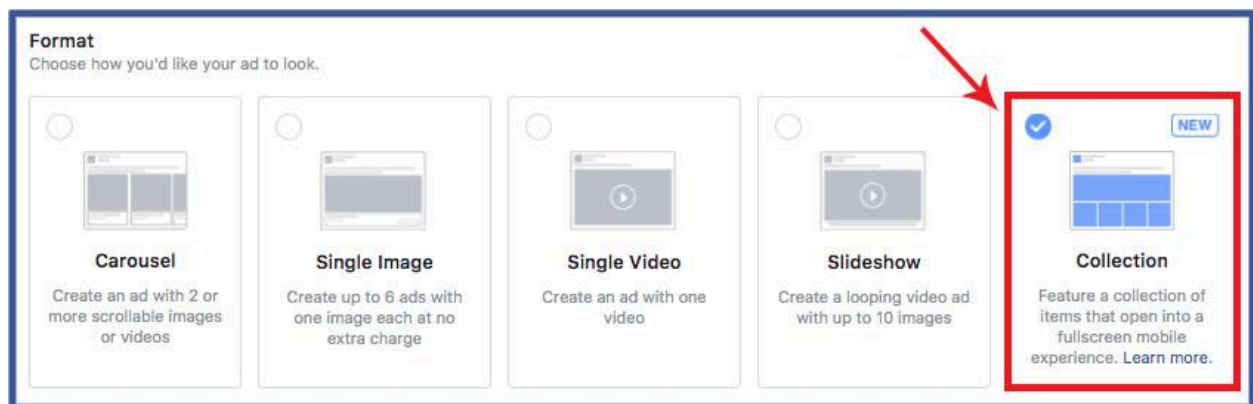 Format
Choose how you'd like your ad to look.
NEW
Carousel
Create an ad with 2 or
more scrollable images
or videos
Single Image
Create up to 6 ads with
one image each at no
extra charge
Single Video
Create an ad with one
video
Slideshow
Create a looping video ad
with up to 10 images
Collection
Feature a collection of
items that open into a
fullscreen mobile
experience. Learn more.